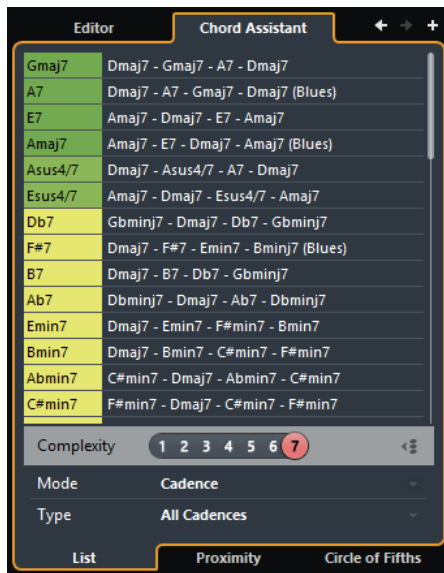 Editor Chord Assistant
Gmaj7 Dmaj7 - Gmaj7 - A7 - Dmaj7
A7 Dmaj7 - A7 - Gmaj7 - Dmaj7 (Blues)
E7 Amaj7 - Dmaj7 - E7 - Amaj7
Amaj7 Amaj7 - E7 - Dmaj7 - Amaj7 (Blues)
Asus4/7 Dmaj7 - Asus4/7 - A7 - Dmaj7
Esus4/7 Amaj7 - Dmaj7 - Esus4/7 - Amaj7
Db7 Gbminj7 - Dmaj7 - Db7 - Gbminj7
F#7 Dmaj7 - F#7 - Emin7 - Bminj7 (Blues)
B7 Dmaj7 - B7 - Db7 - Gbminj7
Ab7 Dbminj7 - Dmaj7 - Ab7 - Dbminj7
Emin7 Dmaj7 - Emin7 - F#min7 - Bmin7
Bmin7 Dmaj7 - Bmin7 - C#min7 - F#min7
Abmin7 C#min7 - Dmaj7 - Abmin7 - C#min7
C#min7 F#min7 - Dmaj7 - C#min7 - F#min7
Complexity 1 2 3 4 5 6 7
Mode Cadence
Type All Cadences
List Proximity Circle of Fifths